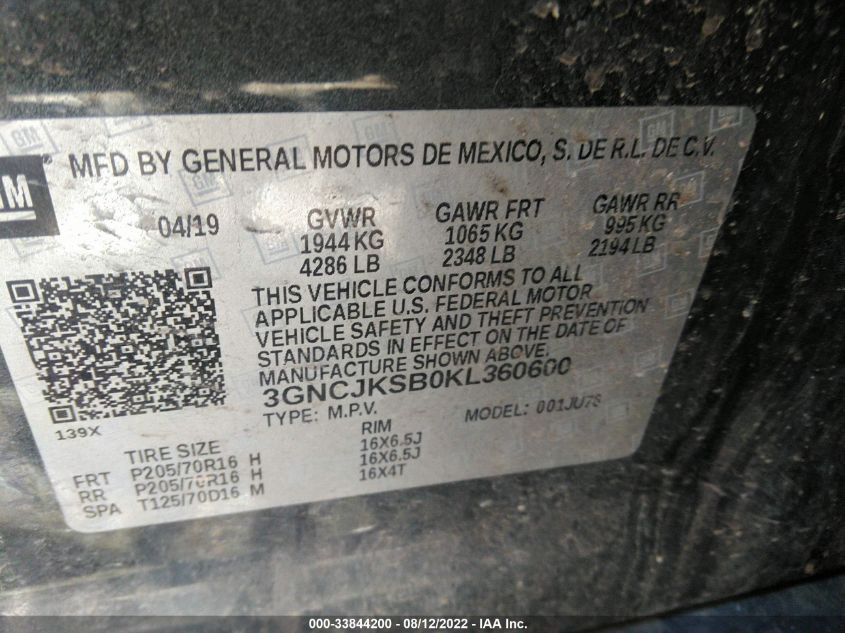 GM
MFD BY GENERAL MOTORS DE MEXICO, S. DE R.L. DE C.V.
04/19 GVWR GAWR FRT GAWR RR
1944 KG 1065 KG 995 KG
4286 LB 2348 LB 2194 LB
THIS VEHICLE CONFORMS TO ALL
APPLICABLE U.S. FEDERAL MOTOR
VEHICLE SAFETY AND THEFT PREVENTION
STANDARDS IN EFFECT ON THE DATE OF
MANUFACTURE SHOWN ABOVE.
3GNCJKSB0KL360600
TYPE: M.P.V. MODEL: 001JU76
139X
TIRE SIZE RIM
FRT P205/70R16 H 16X6.5J
RR P205/70R16 H 16X6.5J
SPA T125/70D16 M 16X4T
000-33844200 - 08/12/2022 - copart.com